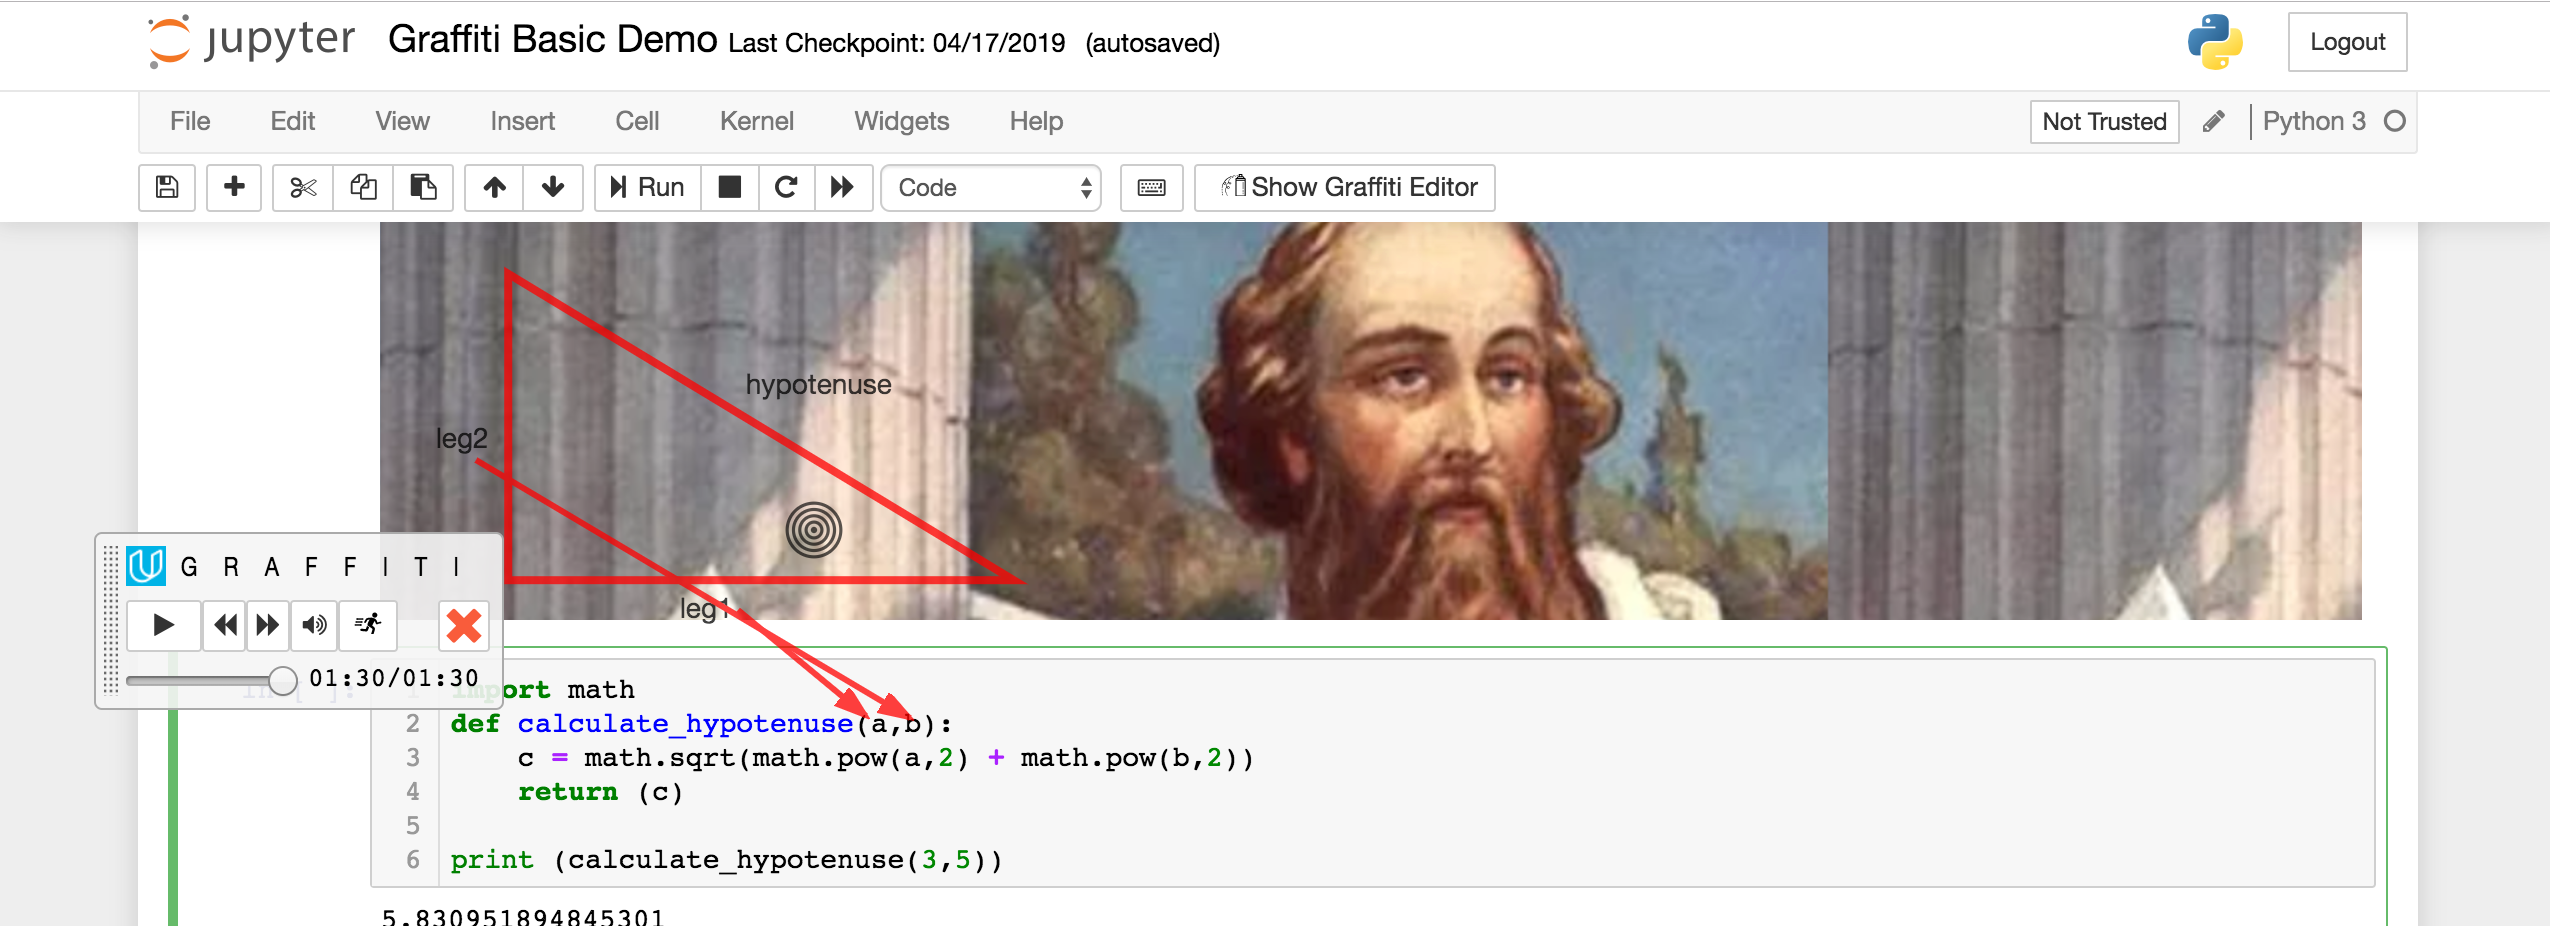 jupyter Graffiti Basic Demo Last Checkpoint: 04/17/2019 (autosaved) Logout
File Edit View Insert Cell Kernel Widgets Help Not Trusted Python 3
Run Code Show Graffiti Editor
hypotenuse
leg2
leg1
G R A F F I T I
01:30/01:30
1 import math
2 def calculate_hypotenuse(a,b):
3 c = math.sqrt(math.pow(a,2) + math.pow(b,2))
4 return (c)
5
6 print (calculate_hypotenuse(3,5))
5.830951894845301